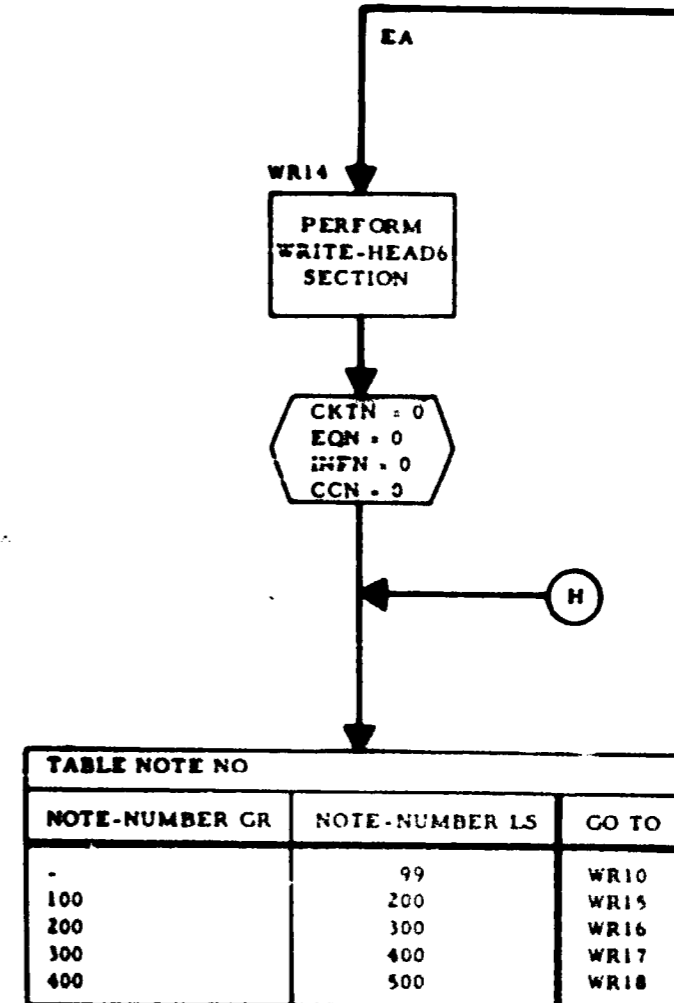 EA
WR14
PERFORM
WRITE-HEAD6
SECTION
CKTN = 0
EQN = 0
INFN = 0
CCN = 0
H
TABLE NOTE NO
NOTE-NUMBER GR NOTE-NUMBER LS GO TO
- 99 WR10
100 200 WR15
200 300 WR16
300 400 WR17
400 500 WR18